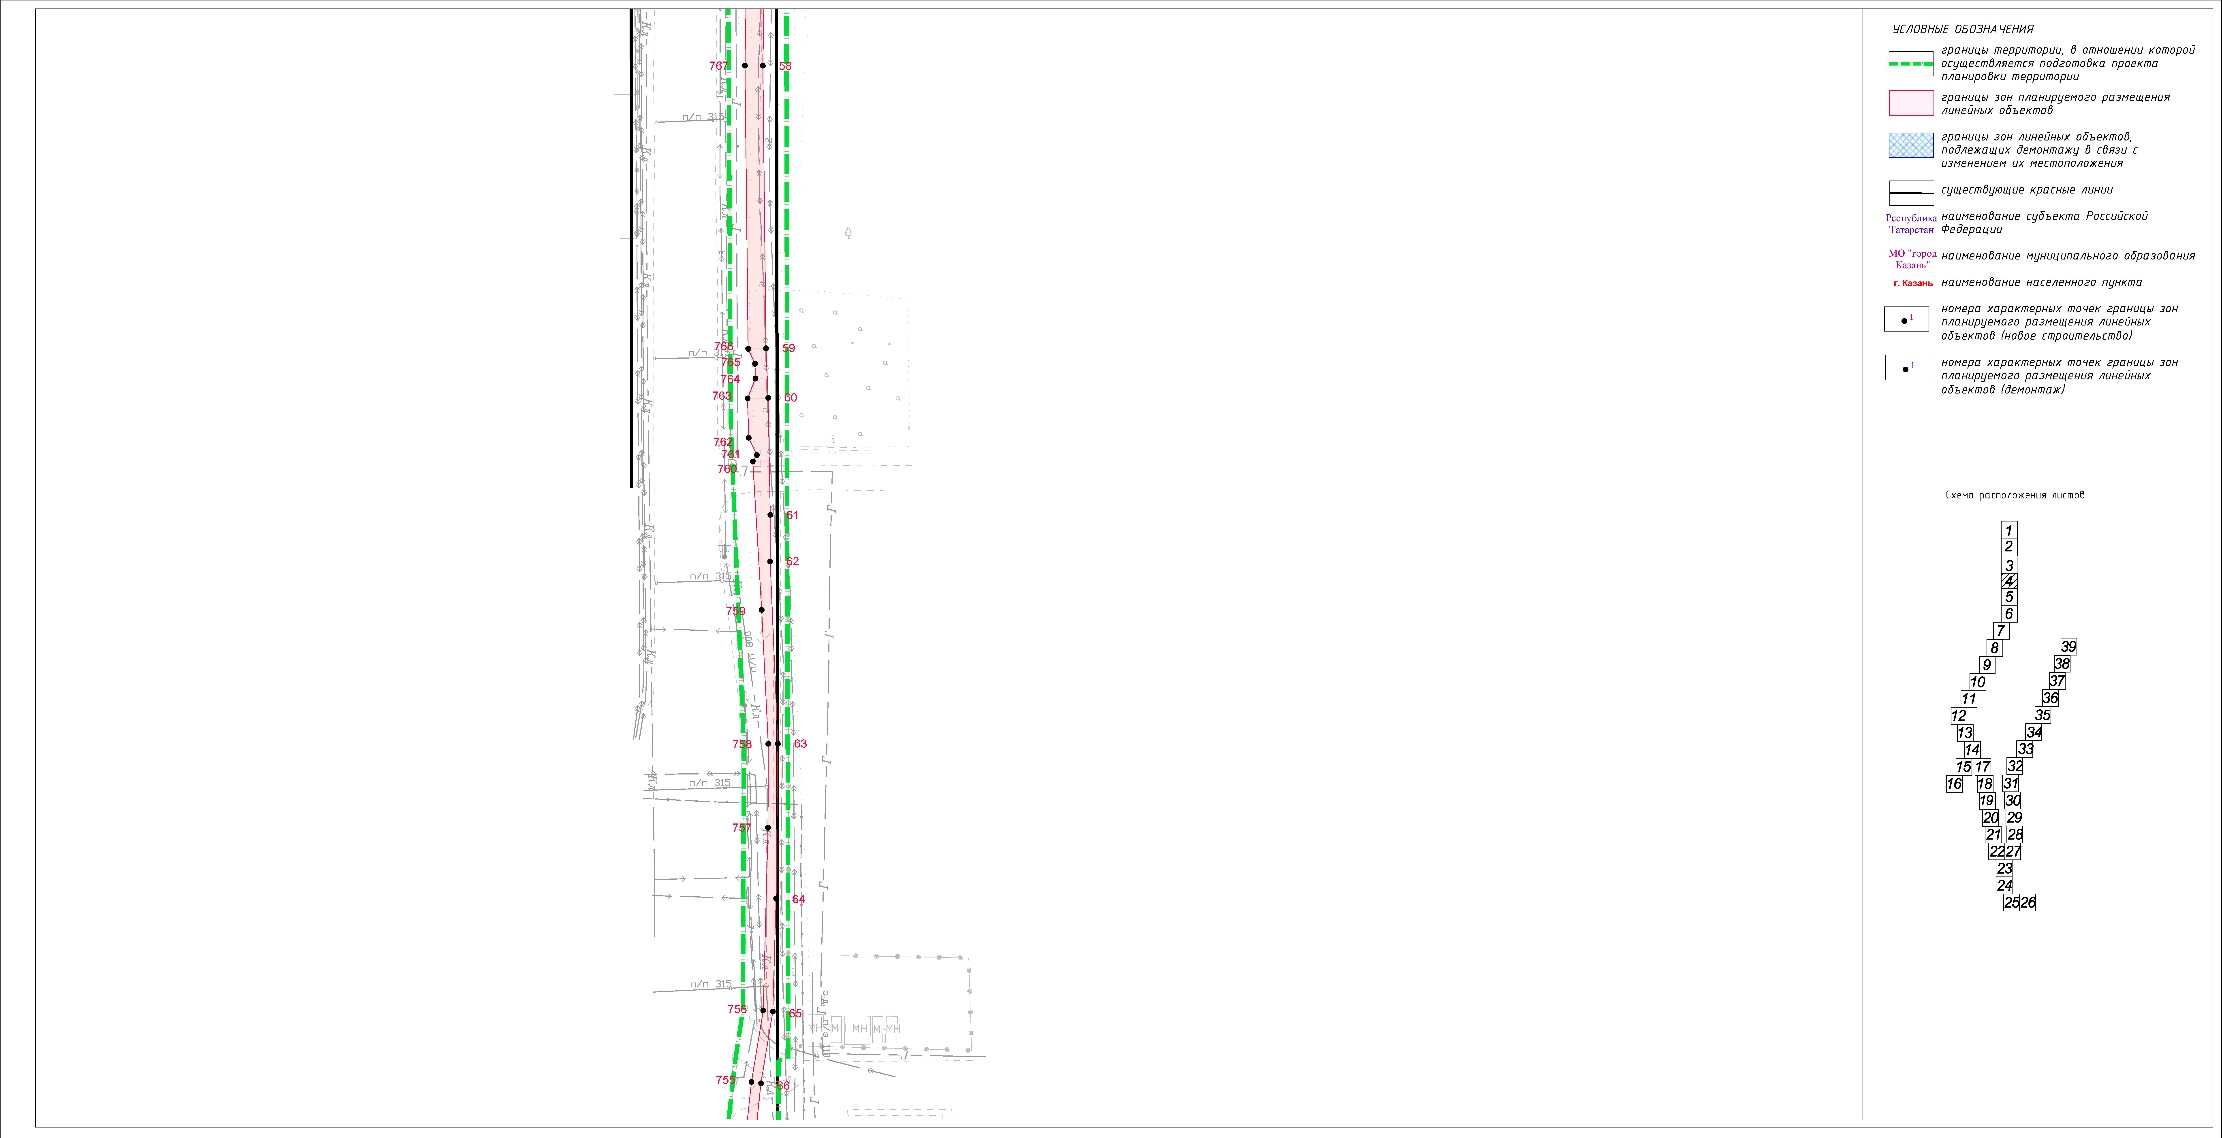 УСЛОВНЫЕ ОБОЗНАЧЕНИЯ
границы территории, в отношении которой
осуществляется подготовка проекта
планировки территории
границы зон планируемого размещения
линейных объектов
границы зон линейных объектов,
подлежащих демонтажу в связи с
изменением их местоположения
существующие красные линии
Республика Татарстан
наименование субъекта Российской
Федерации
МО "город Казань"
наименование муниципального образования
г. Казань
наименование населенного пункта
1
номера характерных точек границы зон
планируемого размещения линейных
объектов (новое строительство)
1
номера характерных точек границы зон
планируемого размещения линейных
объектов (демонтаж)
Схема расположения листов
1
2
3
4
5
6
7
8 39
9 38
10 37
11 36
12 35
13 34
14 33
15 17 32
16 18 31
19 30
20 29
21 28
22 27
23
24
25 26
767 58
п/п 315
766 59
765
764
763 60
762
761
760
61
62
п/п 315
759
758 63
п/п 315
757
64
п/п 315
756 65
МН МН
755 66